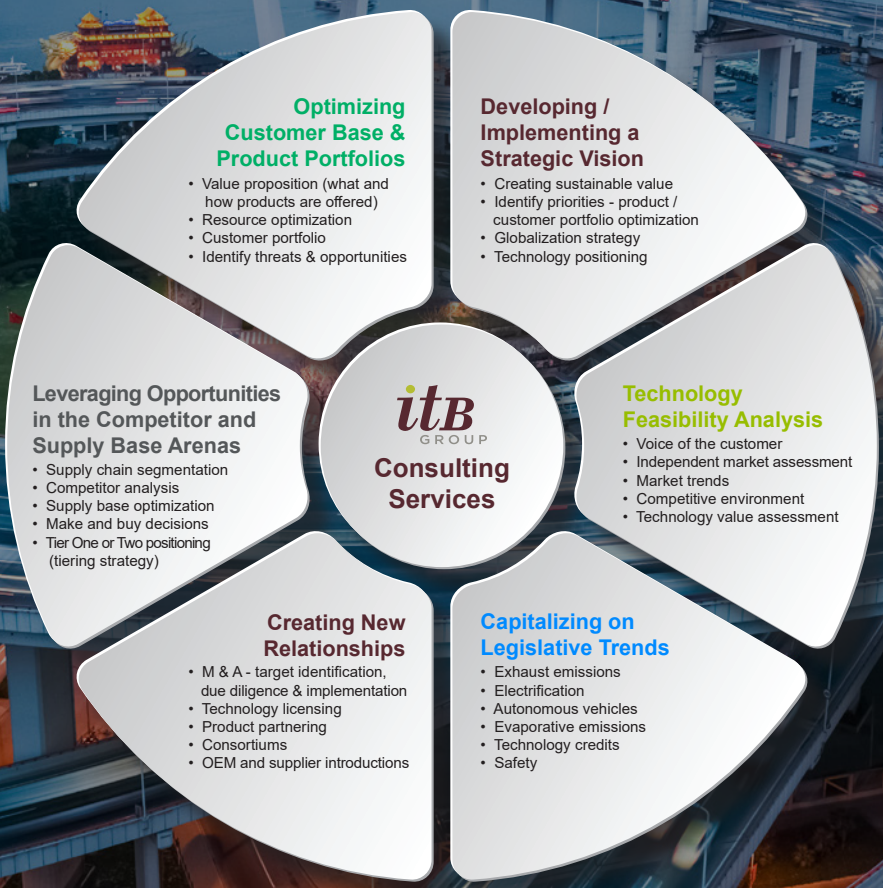 Optimizing
Customer Base &
Product Portfolios
• Value proposition (what and
how products are offered)
• Resource optimization
• Customer portfolio
• Identify threats & opportunities
Developing /
Implementing a
Strategic Vision
• Creating sustainable value
• Identify priorities - product /
customer portfolio optimization
• Globalization strategy
• Technology positioning
Leveraging Opportunities
in the Competitor and
Supply Base Arenas
• Supply chain segmentation
• Competitor analysis
• Supply base optimization
• Make and buy decisions
• Tier One or Two positioning
(tiering strategy)
itB
GROUP
Consulting
Services
Technology
Feasibility Analysis
• Voice of the customer
• Independent market assessment
• Market trends
• Competitive environment
• Technology value assessment
Creating New
Relationships
• M & A - target identification,
due diligence & implementation
• Technology licensing
• Product partnering
• Consortiums
• OEM and supplier introductions
Capitalizing on
Legislative Trends
• Exhaust emissions
• Electrification
• Autonomous vehicles
• Evaporative emissions
• Technology credits
• Safety